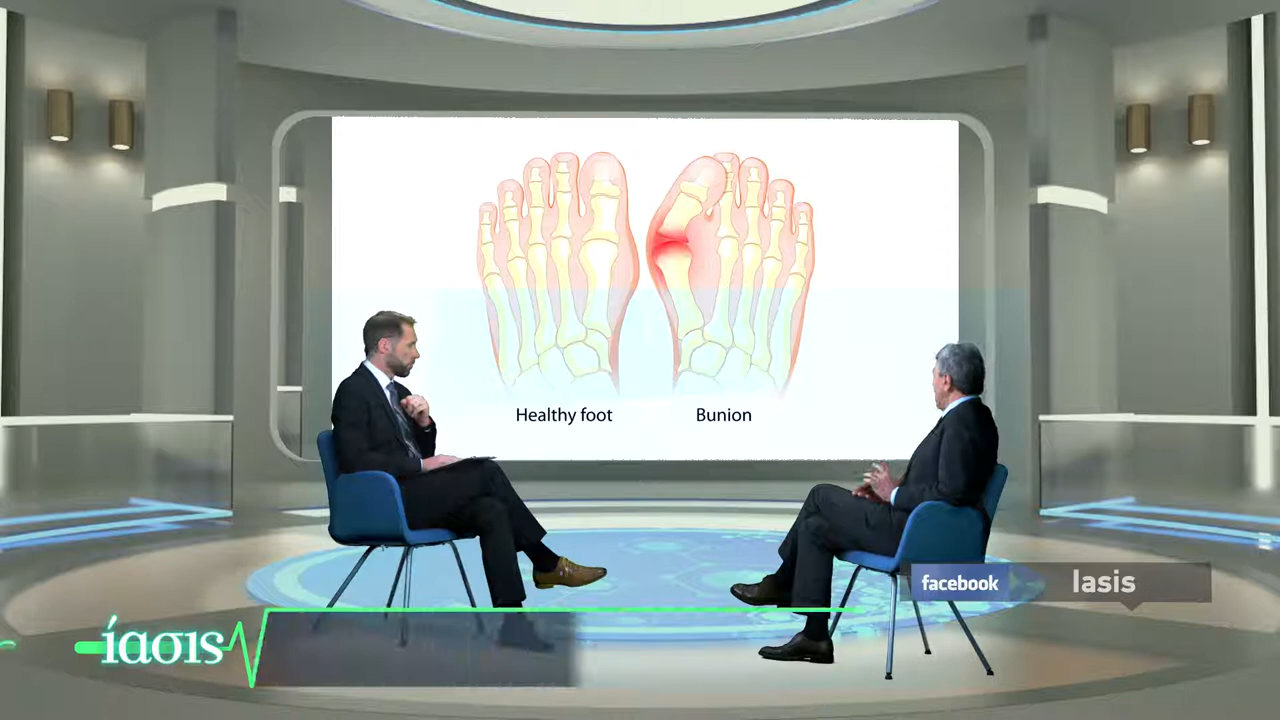 Healthy foot
Bunion
facebook
Iasis
ίασις